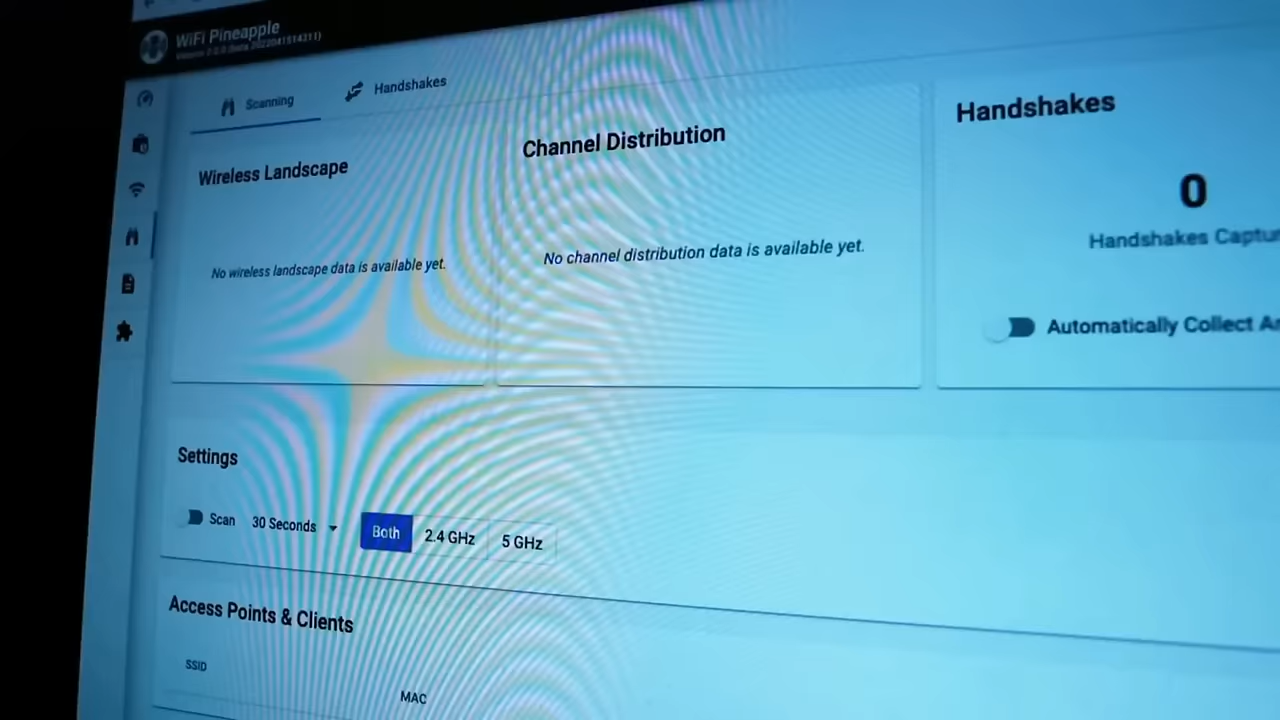 WiFi Pineapple
Scanning
Handshakes
Wireless Landscape
No wireless landscape data is available yet.
Channel Distribution
No channel distribution data is available yet.
Handshakes
0
Handshakes Captur
Automatically Collect
Settings
Scan
30 Seconds
Both
2.4 GHz
5 GHz
Access Points & Clients
SSID
MAC